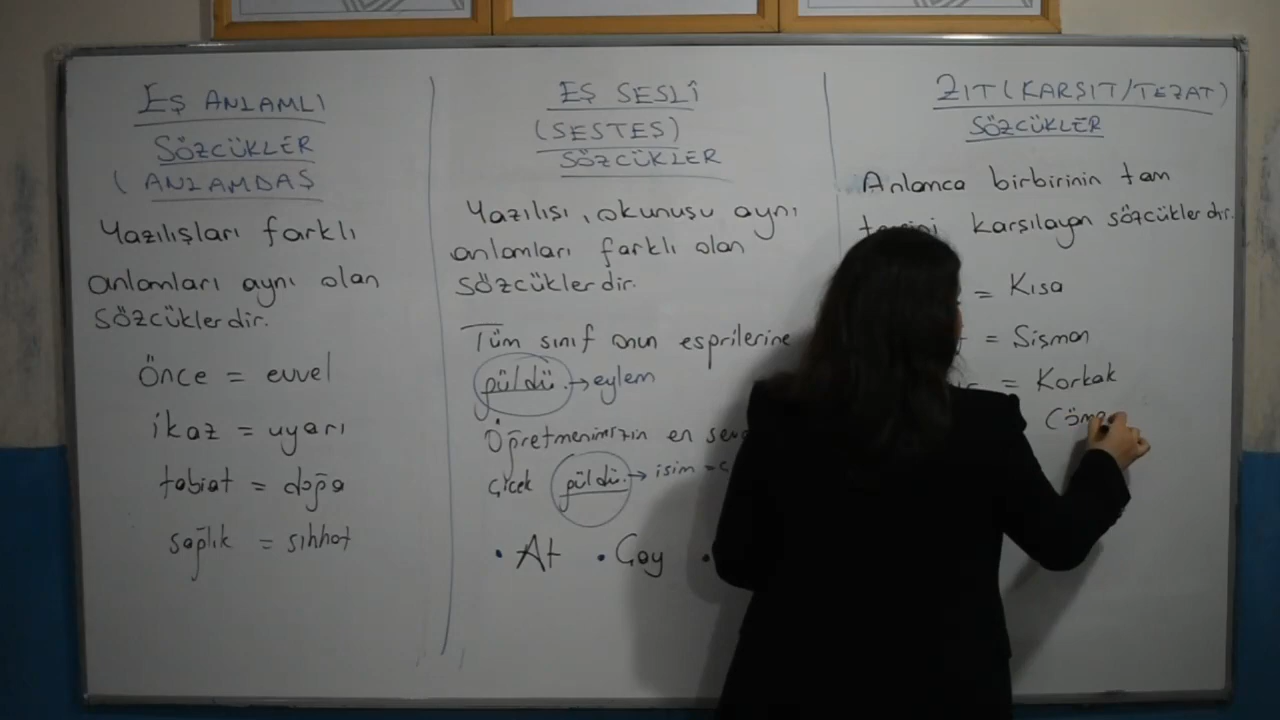 EŞ ANLAMLI
SÖZCÜKLER
(ANLAMDAŞ
Yazılışları farklı
anlamları aynı olan
sözcüklerdir.
Önce = evvel
ikaz = uyarı
tabiat = doğa
sağlık = sıhhat
EŞ SESLİ
(SESTEŞ)
SÖZCÜKLER
Yazılışı, okunuşu aynı
anlamları farklı olan
sözcüklerdir.
Tüm sınıf onun esprilerine
güldü. → eylem
Öğretmenimizin en
çiçek güldü. → isim =
• At • Çay •
ZIT (KARŞIT/TEZAT)
SÖZCÜKLER
Anlamca birbirinin tam
karşılayan sözcüklerdir.
= Kısa
= Şişman
= Korkak